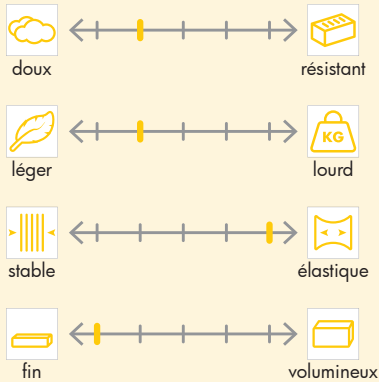 doux résistant
KG
léger lourd
stable élastique
fin volumineux